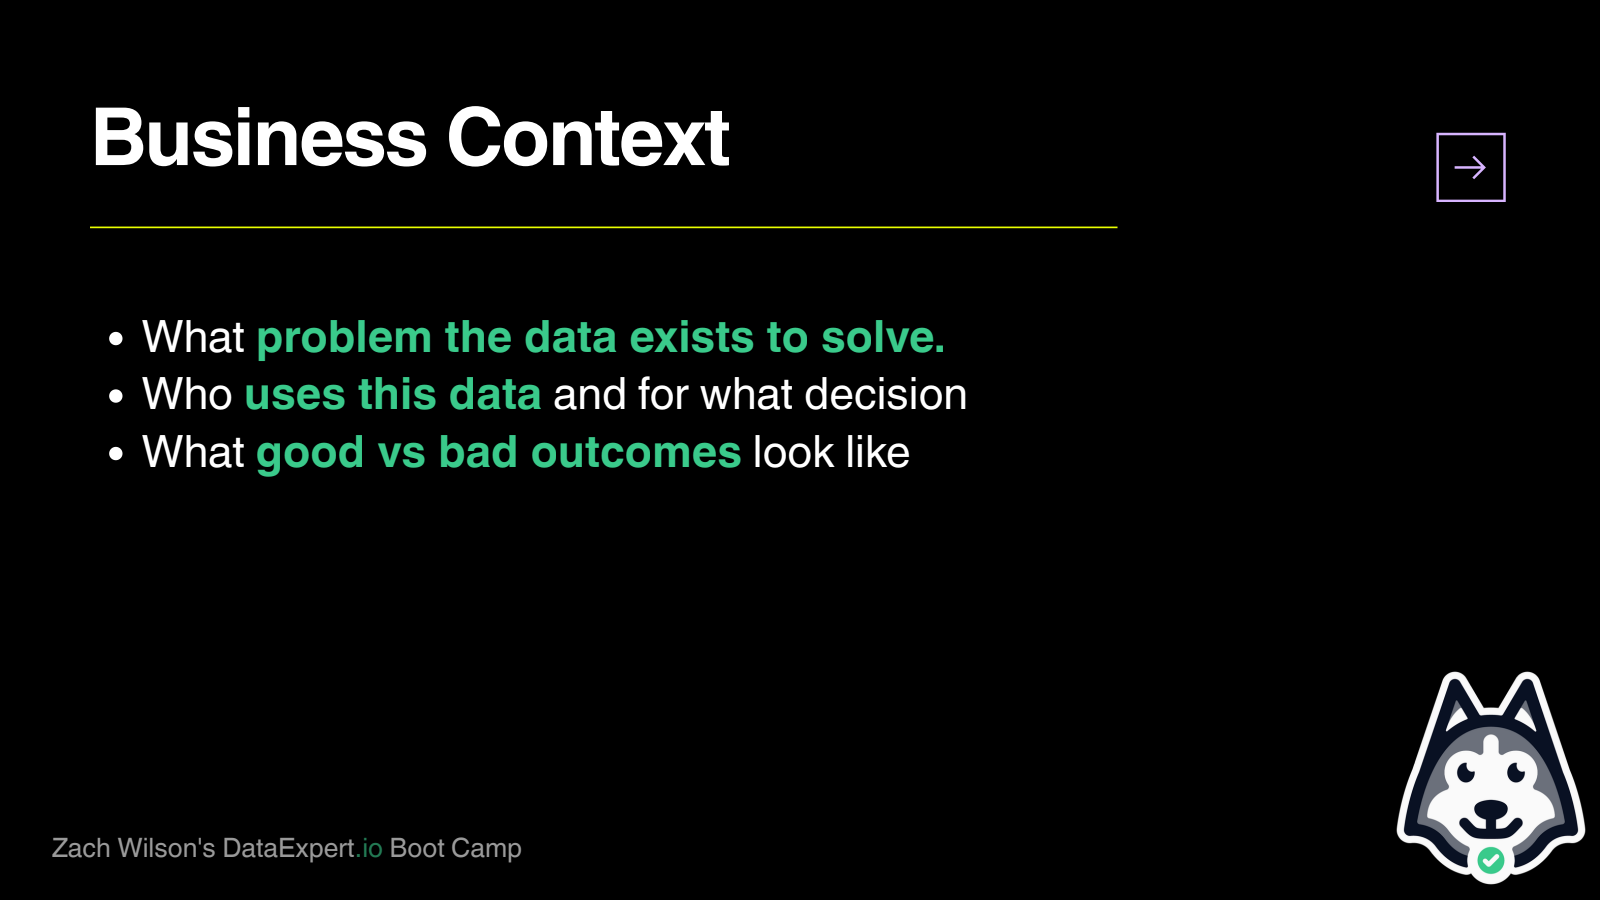 Business Context
• What problem the data exists to solve.
• Who uses this data and for what decision
• What good vs bad outcomes look like
Zach Wilson's DataExpert.io Boot Camp